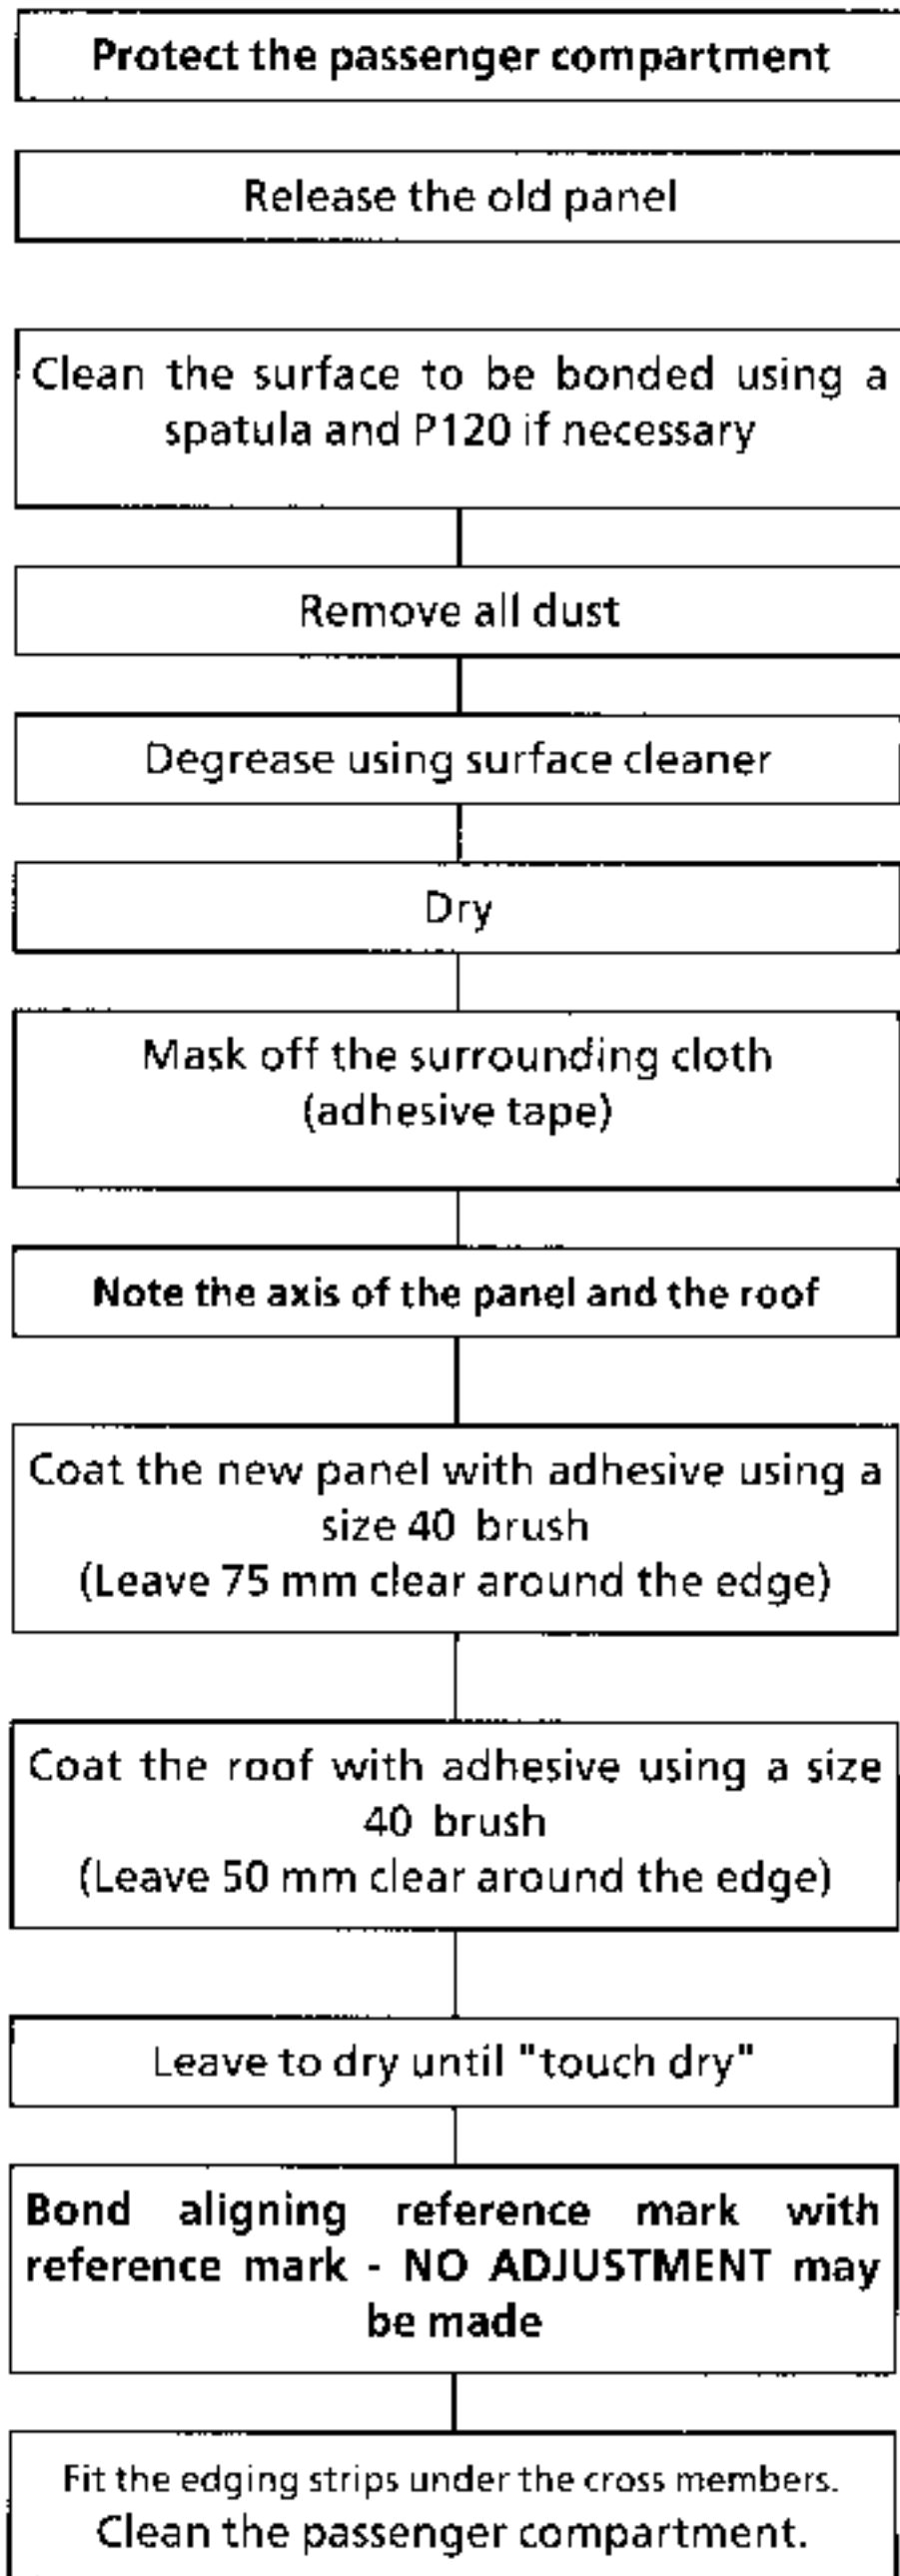 Protect the passenger compartment
Release the old panel
Clean the surface to be bonded using a
spatula and P120 if necessary
Remove all dust
Degrease using surface cleaner
Dry
Mask off the surrounding cloth
(adhesive tape)
Note the axis of the panel and the roof
Coat the new panel with adhesive using a
size 40 brush
(Leave 75 mm clear around the edge)
Coat the roof with adhesive using a size
40 brush
(Leave 50 mm clear around the edge)
Leave to dry until "touch dry"
Bond aligning reference mark with
reference mark - NO ADJUSTMENT may
be made
Fit the edging strips under the cross members.
Clean the passenger compartment.